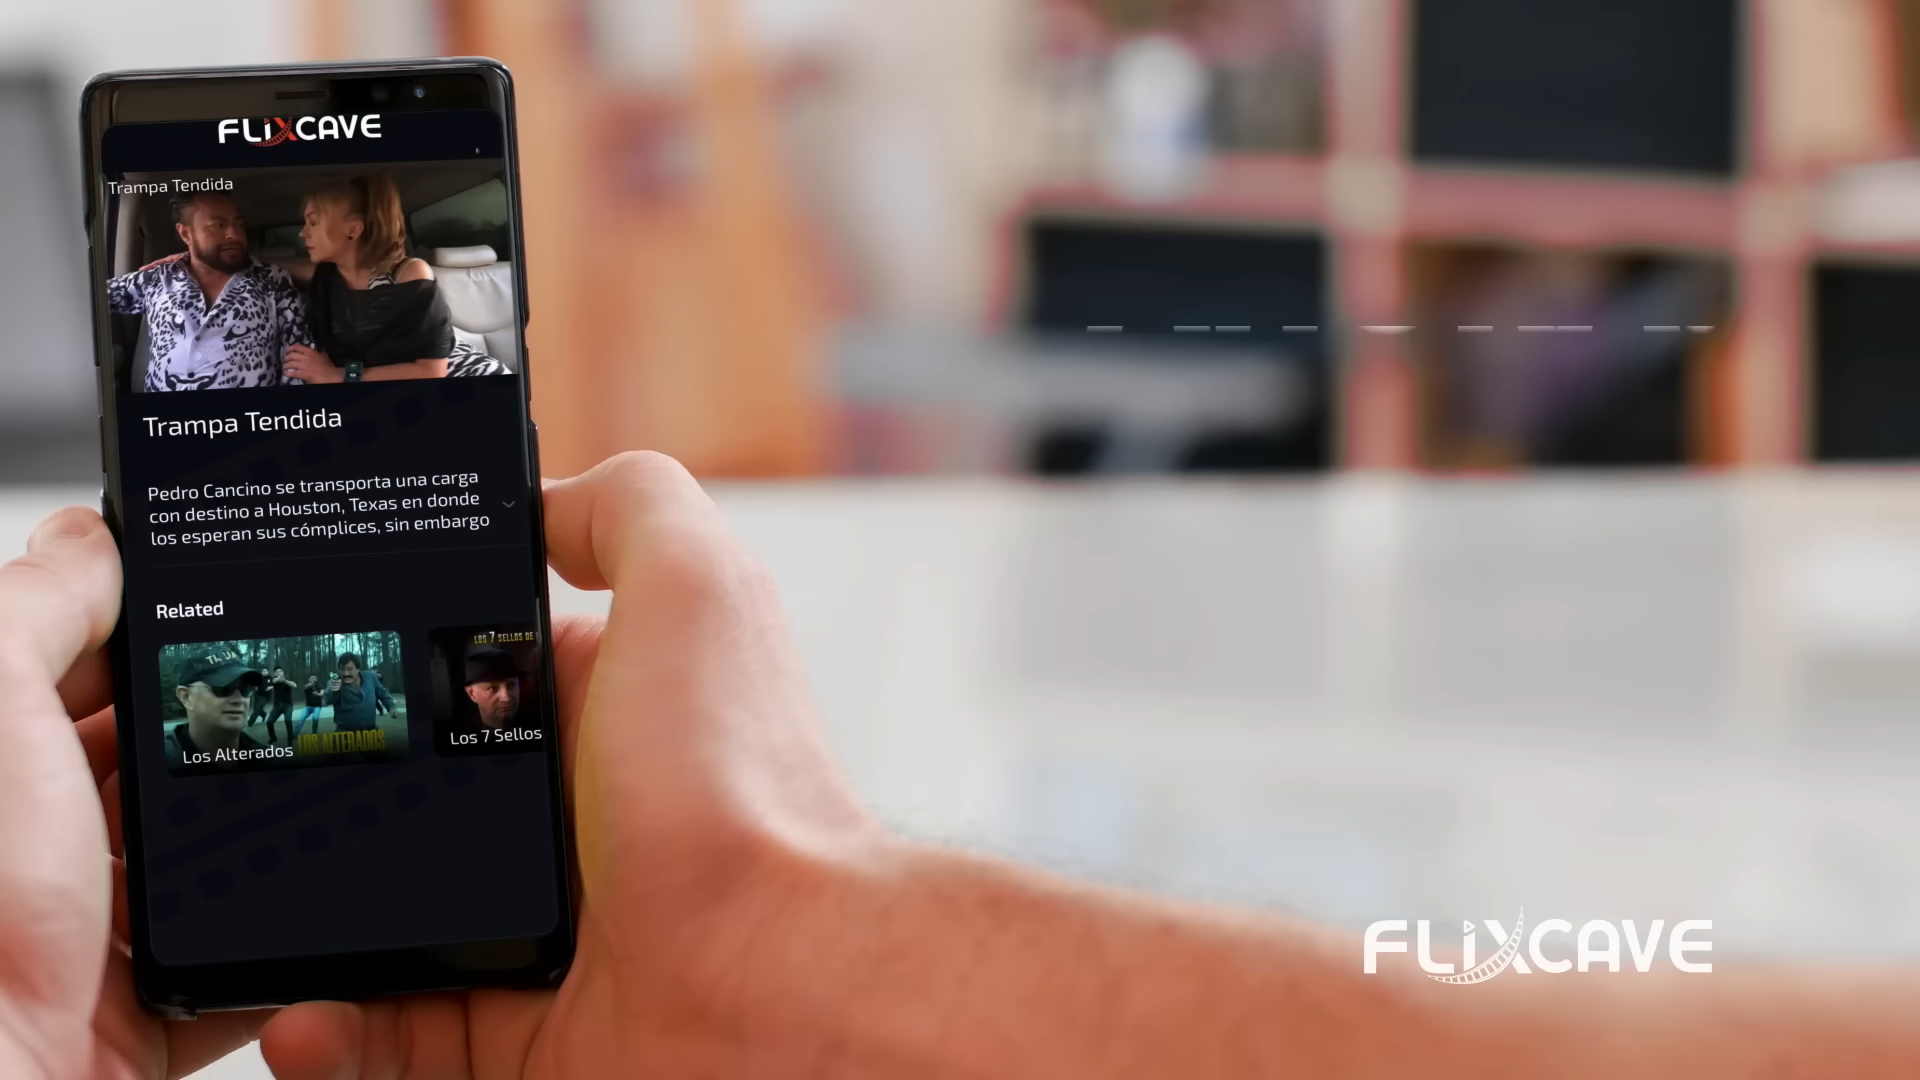 FLIXCAVE
Trampa Tendida
Trampa Tendida
Pedro Cancino se transporta una carga
con destino a Houston, Texas en donde
los esperan sus cómplices, sin embargo
Related
LOS 7 SELLOS DE
LOS ALTERADOS
Los Alterados
Los 7 Sellos
FLIXCAVE